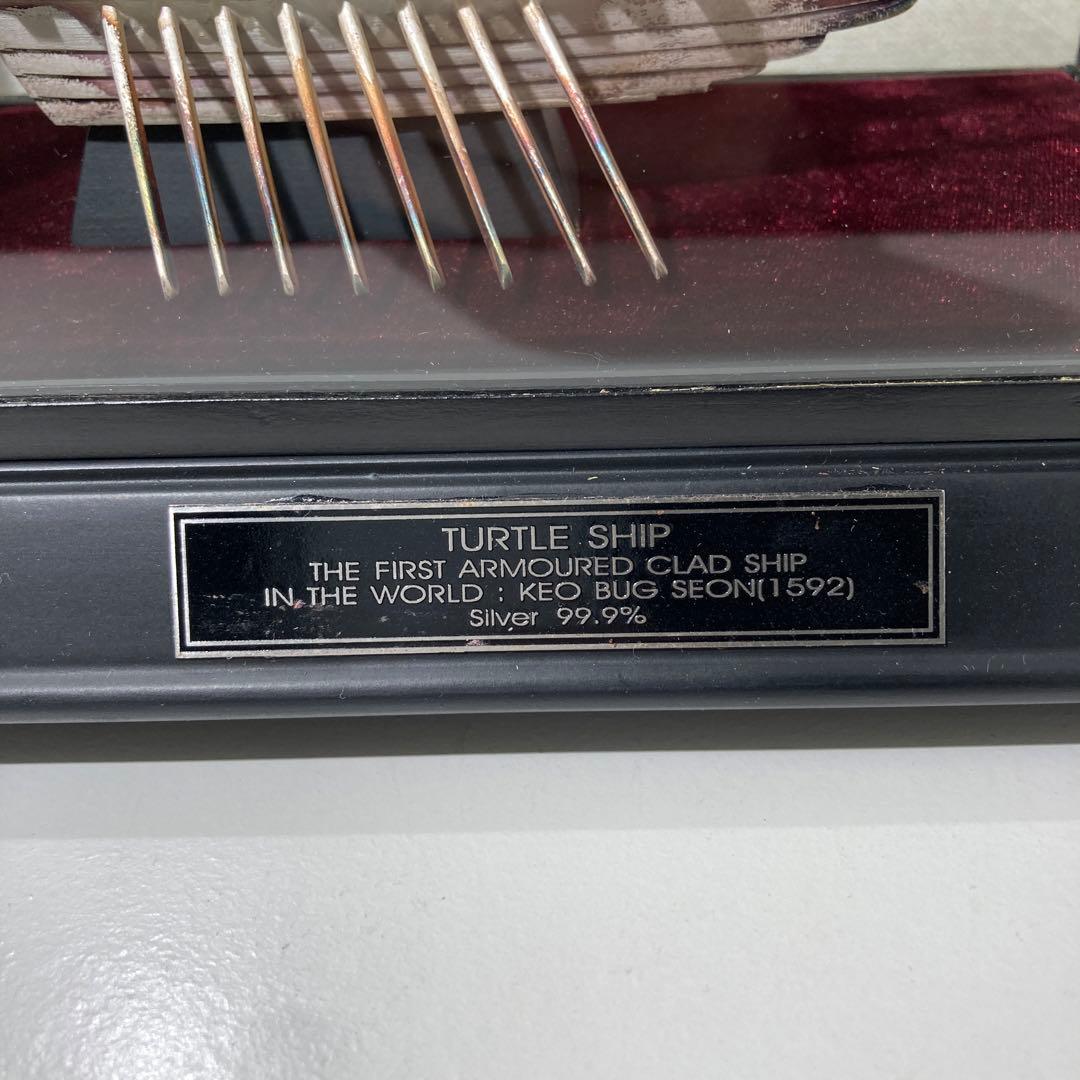 TURTLE SHIP
THE FIRST ARMOURED CLAD SHIP
IN THE WORLD : KEO BUG SEON(1592)
Silver 99.9%